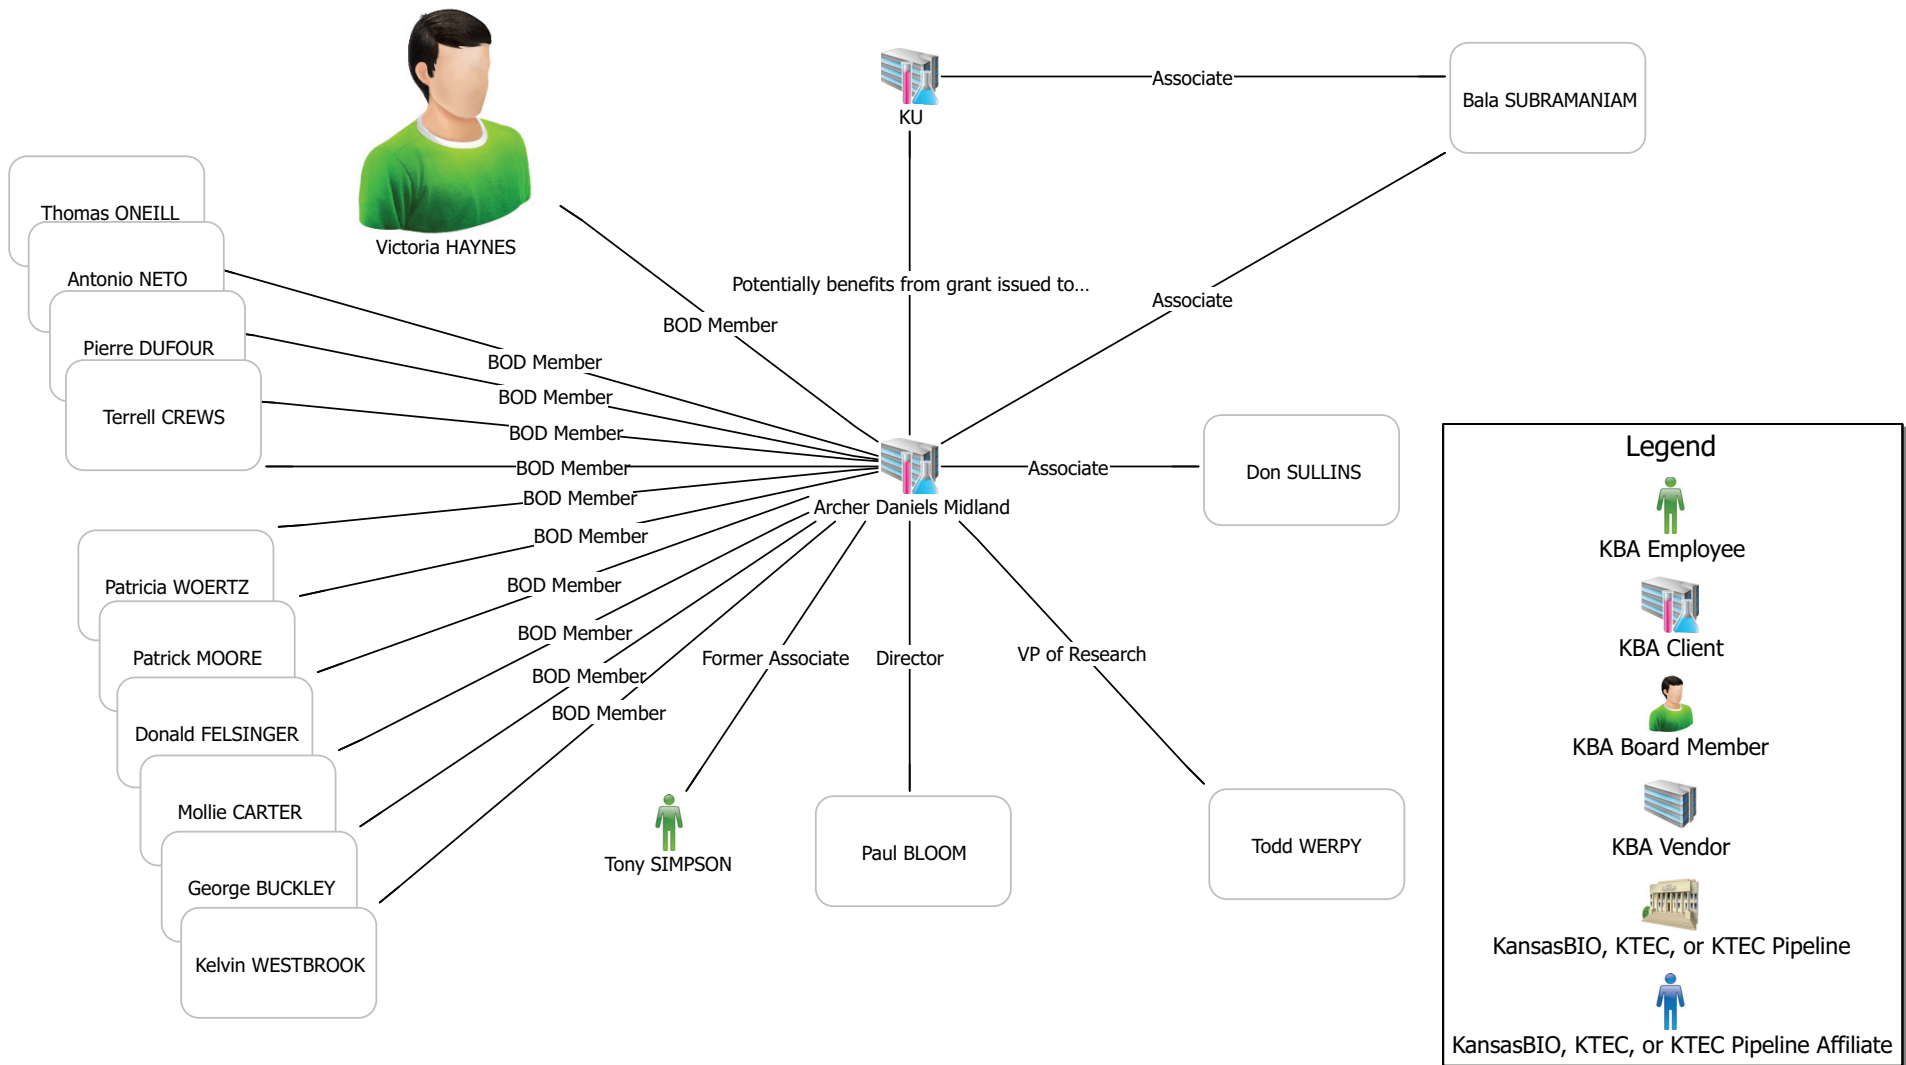 KU
Associate
Bala SUBRAMANIAM
Victoria HAYNES
Thomas ONEILL
Antonio NETO
Pierre DUFOUR
Terrell CREWS
Potentially benefits from grant issued to...
Associate
BOD Member
BOD Member
BOD Member
BOD Member
BOD Member
BOD Member
BOD Member
BOD Member
BOD Member
BOD Member
BOD Member
Archer Daniels Midland
Associate
Don SULLINS
Patricia WOERTZ
Patrick MOORE
Donald FELSINGER
Mollie CARTER
George BUCKLEY
Kelvin WESTBROOK
Former Associate
Director
VP of Research
Tony SIMPSON
Paul BLOOM
Todd WERPY
Legend
KBA Employee
KBA Client
KBA Board Member
KBA Vendor
KansasBIO, KTEC, or KTEC Pipeline
KansasBIO, KTEC, or KTEC Pipeline Affiliate